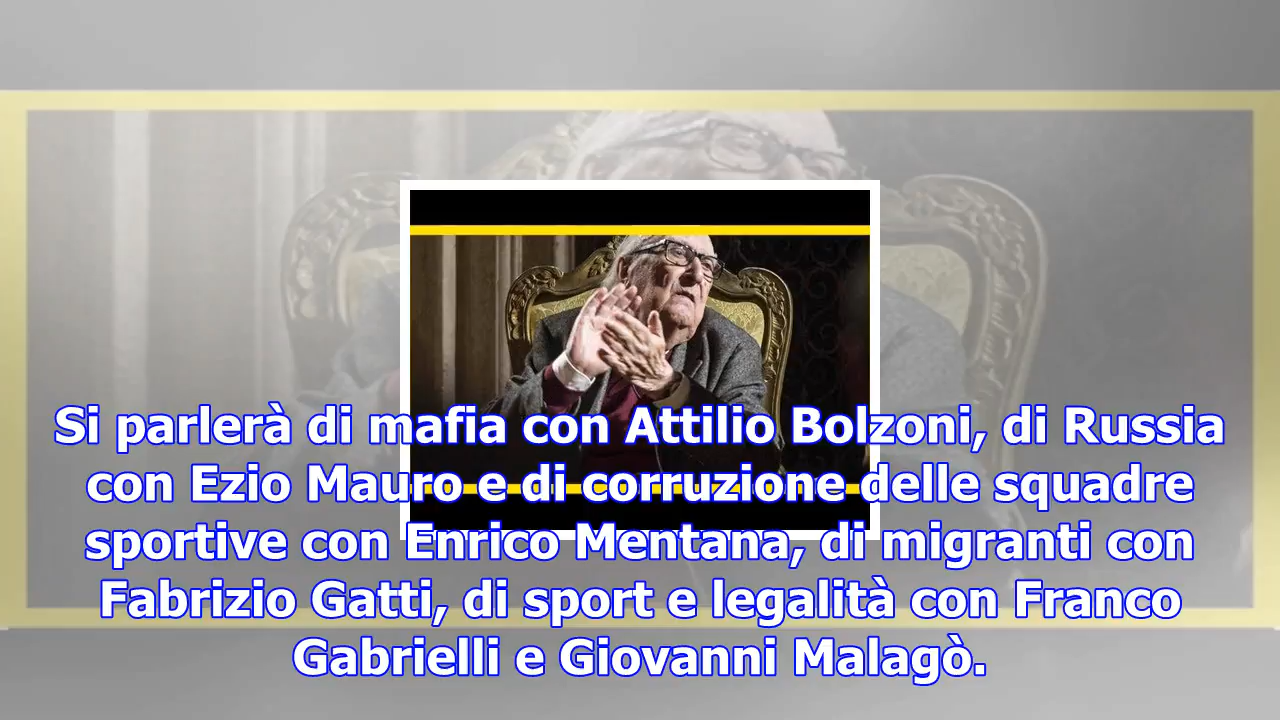 Si parlerà di mafia con Attilio Bolzoni, di Russia
con Ezio Mauro e di corruzione delle squadre
sportive con Enrico Mentana, di migranti con
Fabrizio Gatti, di sport e legalità con Franco
Gabrielli e Giovanni Malagò.